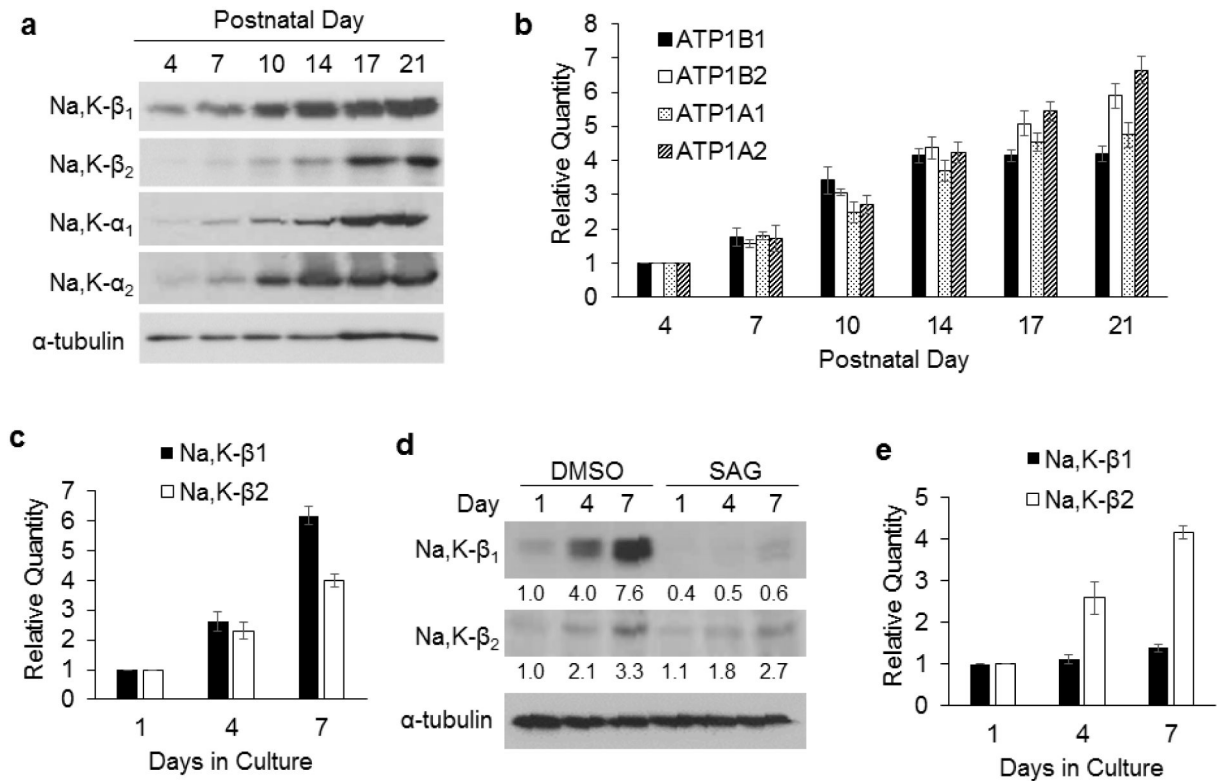 a
Postnatal Day
4 7 10 14 17 21
Na,K-β₁
Na,K-β₂
Na,K-α₁
Na,K-α₂
α-tubulin
b
ATP1B1
ATP1B2
ATP1A1
ATP1A2
Relative Quantity
8
7
6
5
4
3
2
1
0
4 7 10 14 17 21
Postnatal Day
c
Na,K-β1
Na,K-β2
Relative Quantity
7
6
5
4
3
2
1
0
1 4 7
Days in Culture
d
DMSO SAG
Day 1 4 7 1 4 7
Na,K-β₁
1.0 4.0 7.6 0.4 0.5 0.6
Na,K-β₂
1.0 2.1 3.3 1.1 1.8 2.7
α-tubulin
e
Na,K-β1
Na,K-β2
Relative Quantity
5
4
3
2
1
0
1 4 7
Days in Culture